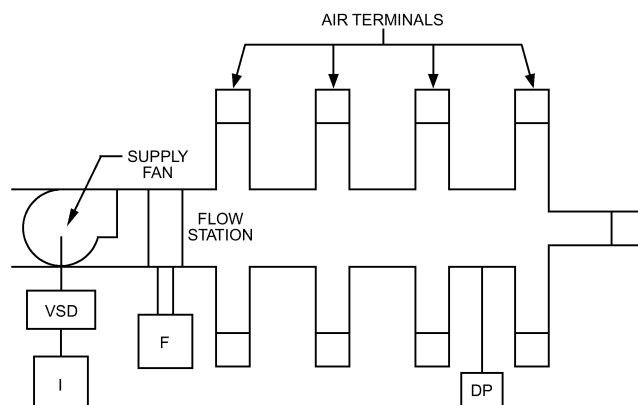 AIR TERMINALS
SUPPLY
FAN
FLOW
STATION
VSD
F
I
DP